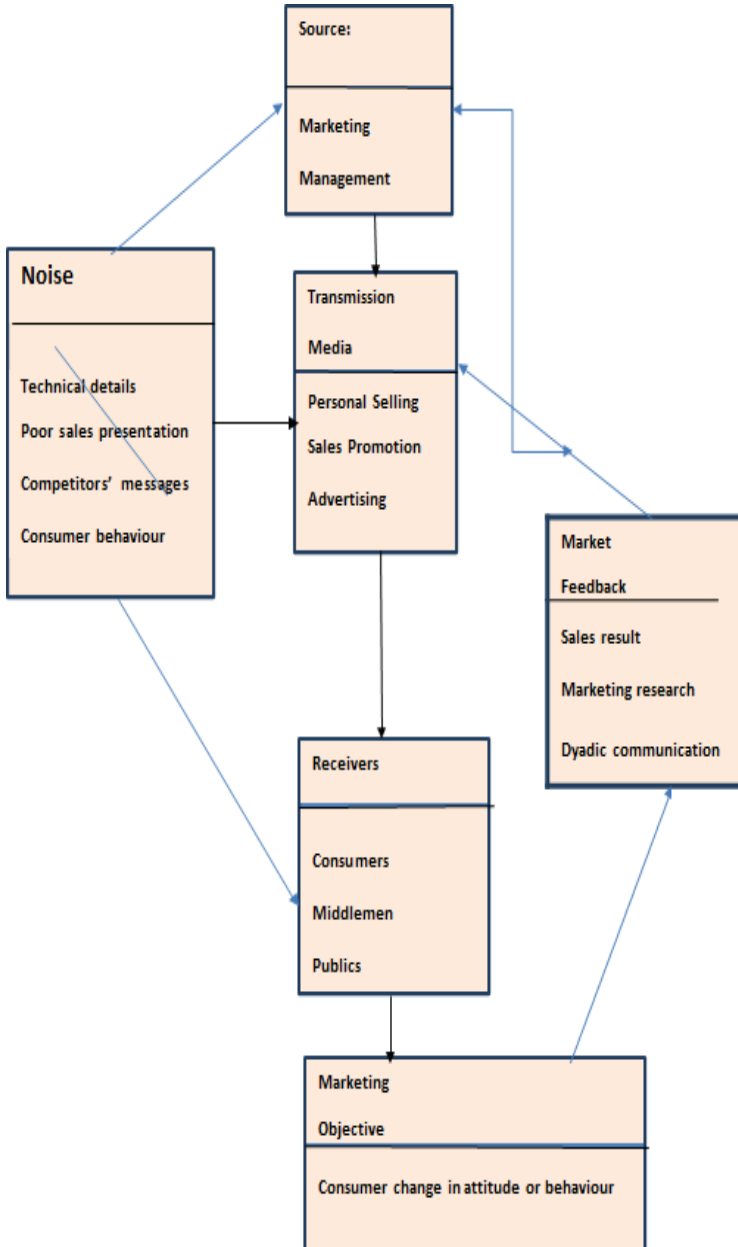 Source:
Marketing
Management
Noise
Technical details
Poor sales presentation
Competitors' messages
Consumer behaviour
Transmission
Media
Personal Selling
Sales Promotion
Advertising
Market
Feedback
Sales result
Marketing research
Dyadic communication
Receivers
Consumers
Middlemen
Publics
Marketing
Objective
Consumer change in attitude or behaviour